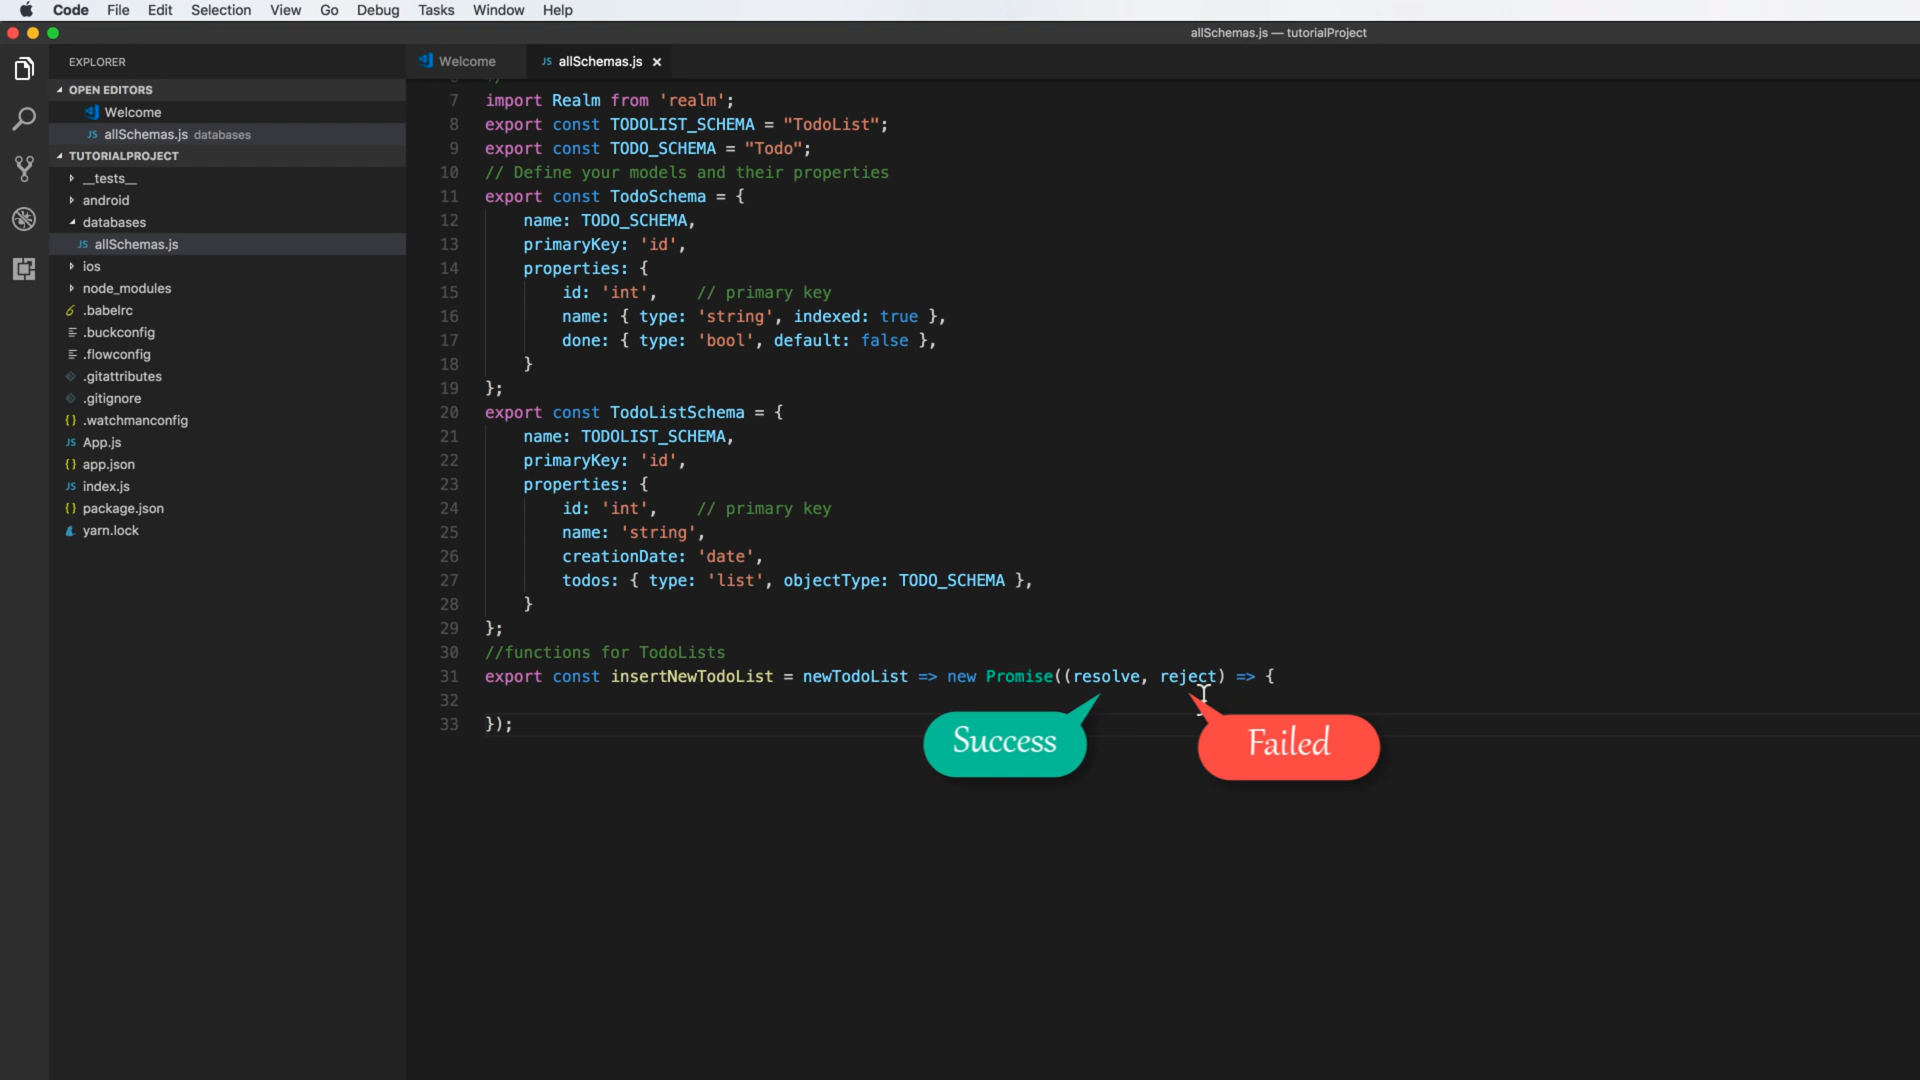 Code File Edit Selection View Go Debug Tasks Window Help
allSchemas.js — tutorialProject
EXPLORER
OPEN EDITORS
Welcome
JS allSchemas.js databases
TUTORIALPROJECT
__tests__
android
databases
JS allSchemas.js
ios
node_modules
.babelrc
.buckconfig
.flowconfig
.gitattributes
.gitignore
{} .watchmanconfig
JS App.js
{} app.json
JS index.js
{} package.json
yarn.lock
Welcome JS allSchemas.js ×
7 import Realm from 'realm';
8 export const TODOLIST_SCHEMA = "TodoList";
9 export const TODO_SCHEMA = "Todo";
10 // Define your models and their properties
11 export const TodoSchema = {
12 name: TODO_SCHEMA,
13 primaryKey: 'id',
14 properties: {
15 id: 'int', // primary key
16 name: { type: 'string', indexed: true },
17 done: { type: 'bool', default: false },
18 }
19 };
20 export const TodoListSchema = {
21 name: TODOLIST_SCHEMA,
22 primaryKey: 'id',
23 properties: {
24 id: 'int', // primary key
25 name: 'string',
26 creationDate: 'date',
27 todos: { type: 'list', objectType: TODO_SCHEMA },
28 }
29 };
30 //functions for TodoLists
31 export const insertNewTodoList = newTodoList => new Promise((resolve, reject) => {
32
33 });
Success
Failed